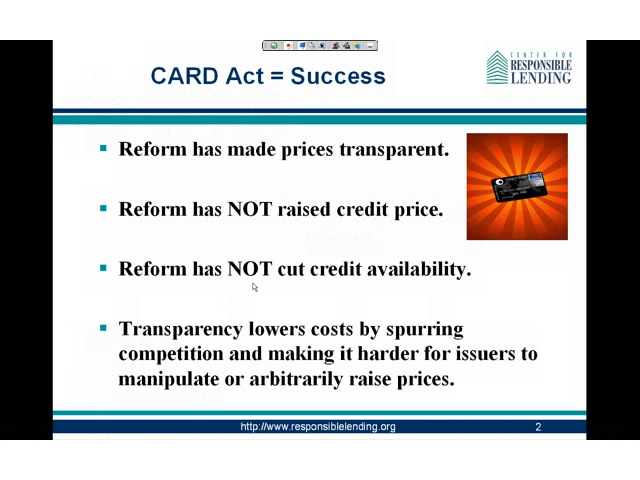 CARD Act = Success
CENTER FOR
RESPONSIBLE
LENDING
Reform has made prices transparent.
Reform has NOT raised credit price.
Reform has NOT cut credit availability.
Transparency lowers costs by spurring
competition and making it harder for issuers to
manipulate or arbitrarily raise prices.
http://www.responsiblelending.org
2